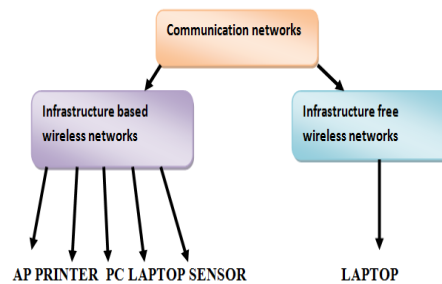 Communication networks
Infrastructure based
wireless networks
Infrastructure free
wireless networks
AP PRINTER PC LAPTOP SENSOR
LAPTOP